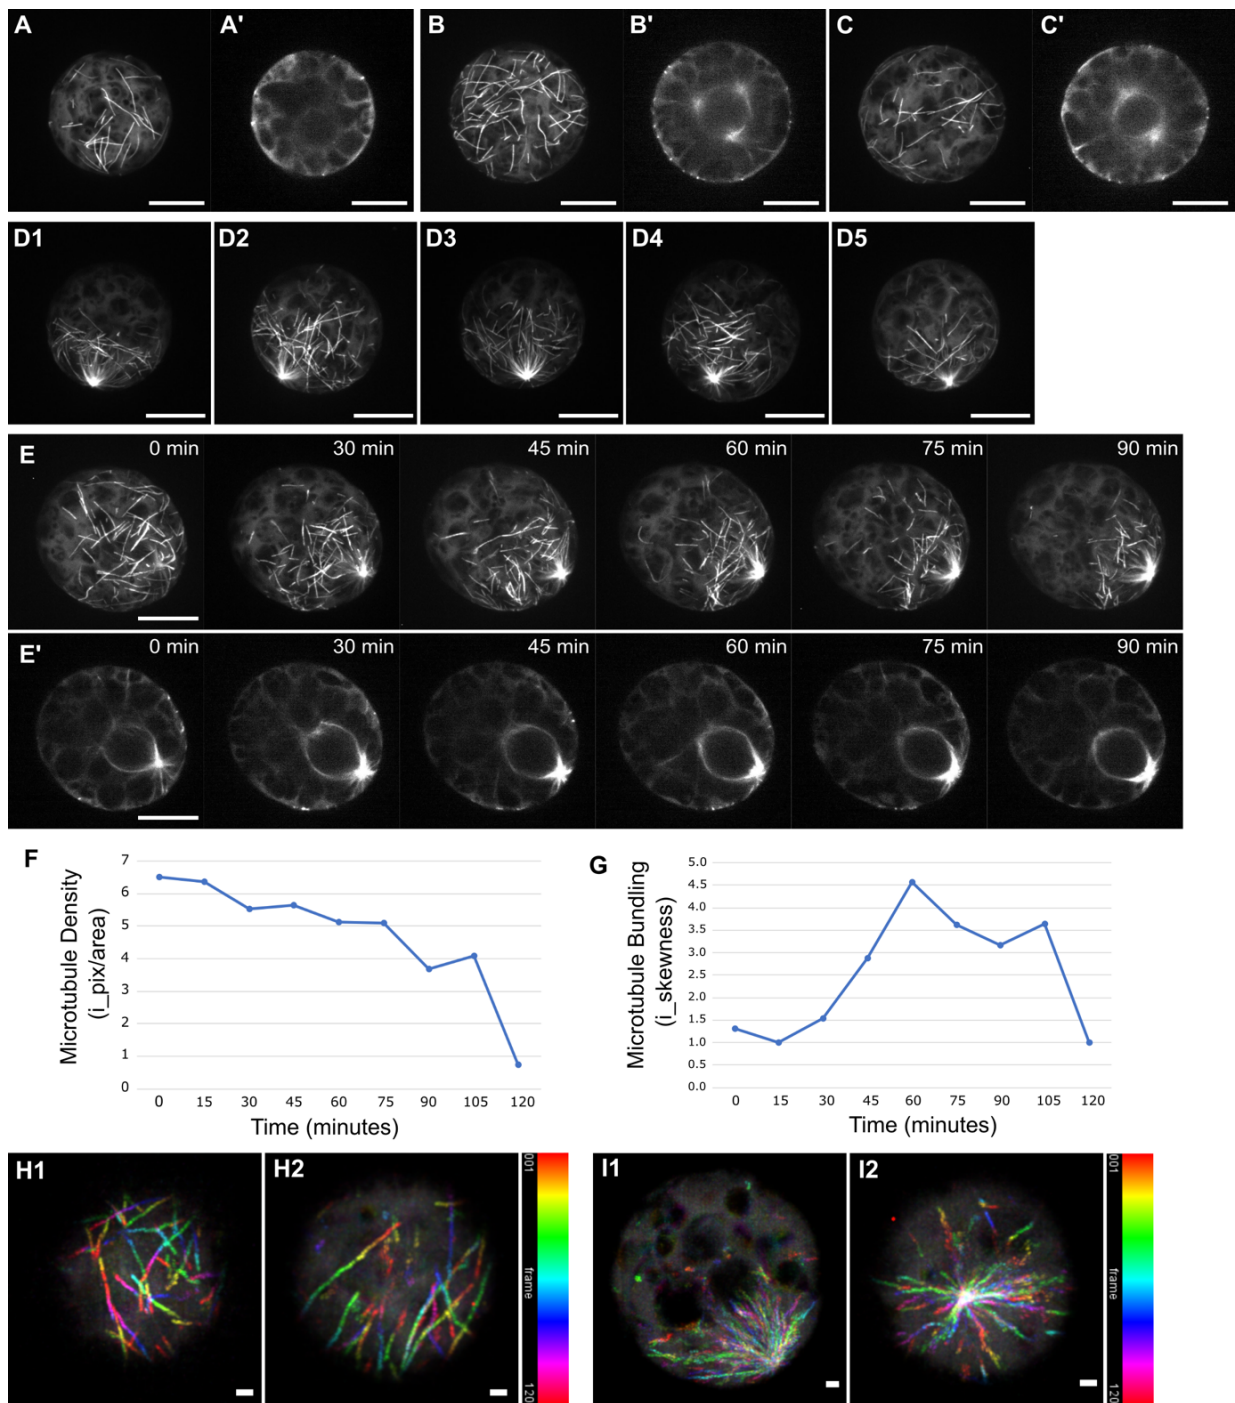 A A' B B' C C'
D1 D2 D3 D4 D5
E 0 min 30 min 45 min 60 min 75 min 90 min
E' 0 min 30 min 45 min 60 min 75 min 90 min
F
Microtubule Density
(i_pix/area)
7
6
5
4
3
2
1
0
0 15 30 45 60 75 90 105 120
Time (minutes)
G
Microtubule Bundling
(i_skewness)
5.0
4.5
4.0
3.5
3.0
2.5
2.0
1.5
1.0
0.5
0.0
0 15 30 45 60 75 90 105 120
Time (minutes)
H1 H2
001
frame
120
I1 I2
001
frame
120